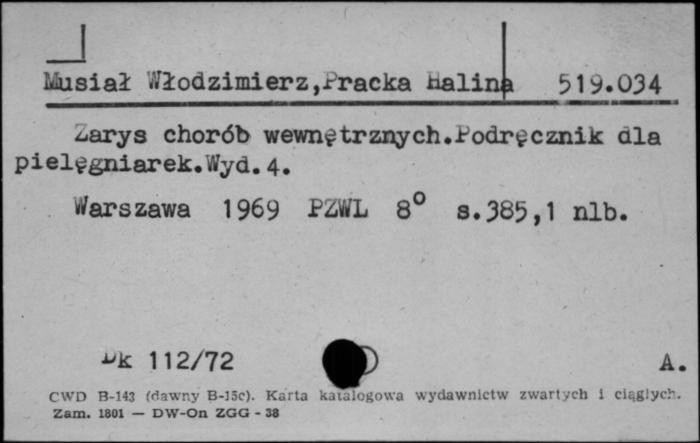 Musiał Włodzimierz,Pracka Halina 519.034
Zarys chorób wewnętrznych.Podręcznik dla
pielęgniarek.Wyd.4.
Warszawa 1969 PZWL 8° s.385,1 nlb.
Dk 112/72 A.
CWD B-143 (dawny B-15c). Karta katalogowa wydawnictw zwartych i ciągłych.
Zam. 1801 — DW-On ZGG - 38